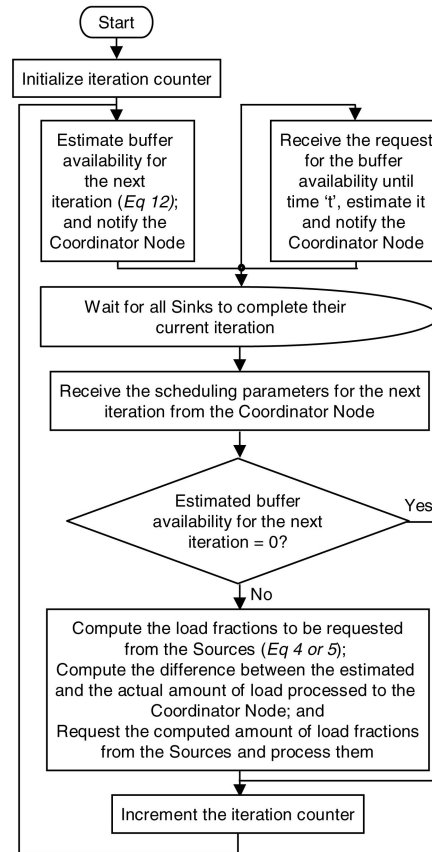 Start
Initialize iteration counter
Estimate buffer
availability for
the next
iteration (Eq 12);
and notify the
Coordinator Node
Receive the request
for the buffer
availability until
time ‘t’, estimate it
and notify the
Coordinator Node
Wait for all Sinks to complete their
current iteration
Receive the scheduling parameters for the next
iteration from the Coordinator Node
Estimated buffer
availability for the next
iteration = 0?
Yes
No
Compute the load fractions to be requested
from the Sources (Eq 4 or 5);
Compute the difference between the estimated
and the actual amount of load processed to the
Coordinator Node; and
Request the computed amount of load fractions
from the Sources and process them
Increment the iteration counter